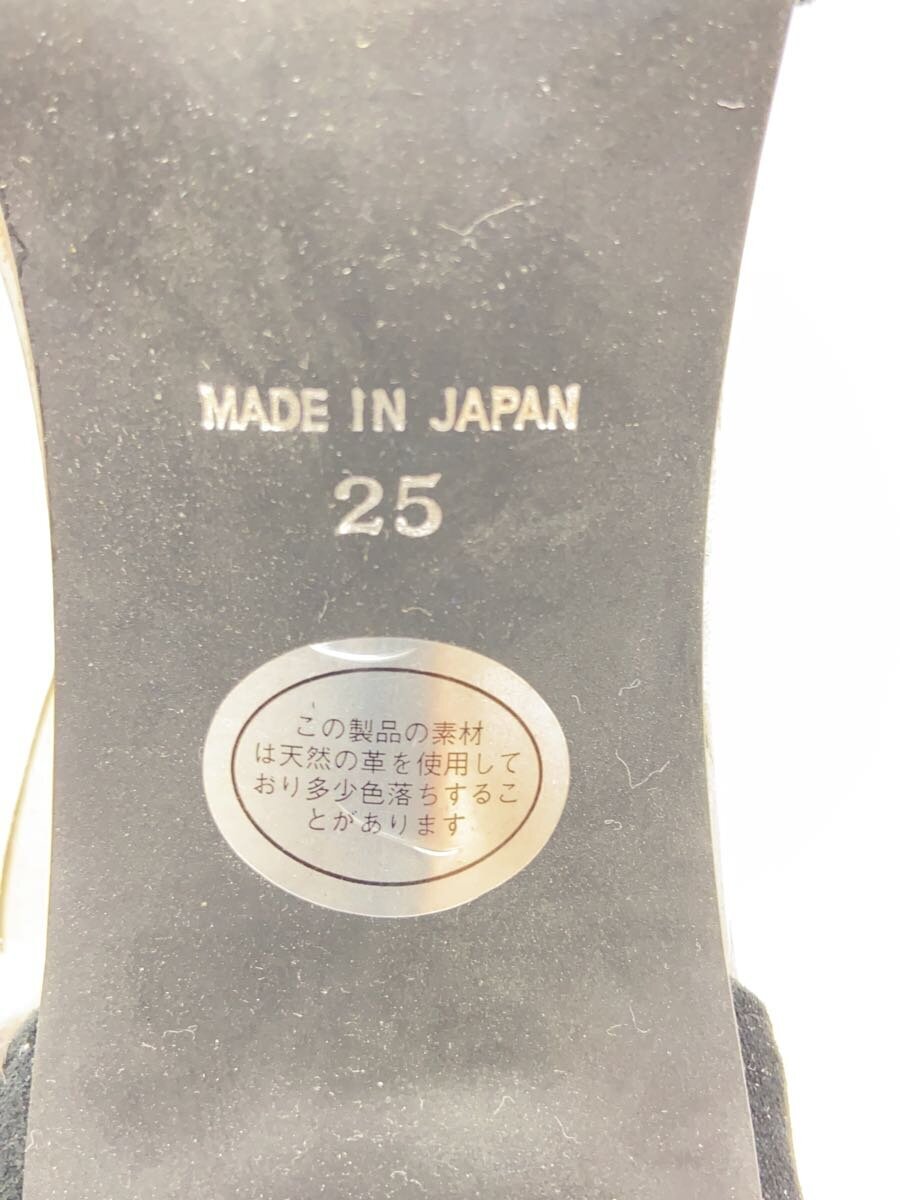 MADE IN JAPAN
25
この製品の素材
は天然の革を使用して
おり多少色落ちするこ
とがあります